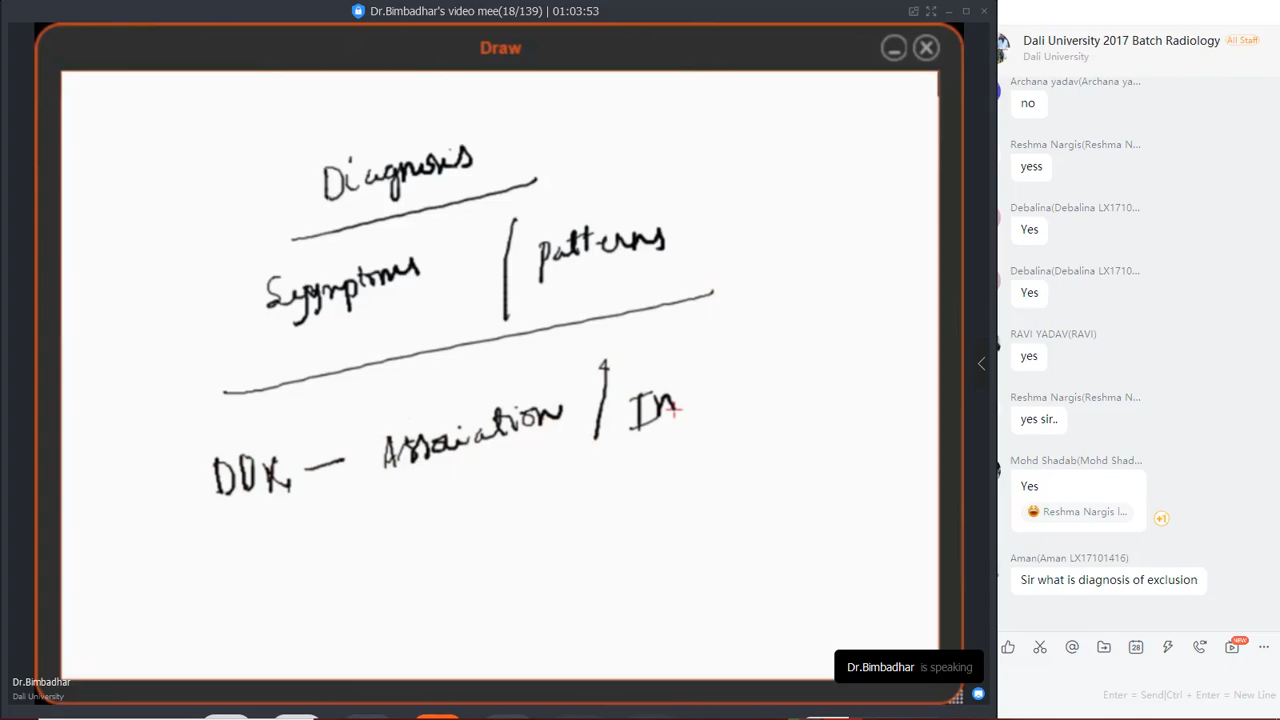 Dr.Bimbadhar's video mee(18/139) | 01:03:53
Draw
Diagnosis
Symptoms / patterns
DDX, — Association / In
Dr.Bimbadhar
Dali University
Dr.Bimbadhar is speaking
Dali University 2017 Batch Radiology All Staff
Dali University
Archana yadav(Archana ya...
no
Reshma Nargis(Reshma N...
yess
Debalina(Debalina LX1710...
Yes
Debalina(Debalina LX1710...
Yes
RAVI YADAV(RAVI)
yes
Reshma Nargis(Reshma N...
yes sir..
Mohd Shadab(Mohd Shad...
Yes
Reshma Nargis l...
+1
Aman(Aman LX17101416)
Sir what is diagnosis of exclusion
NEW
28
Enter = Send|Ctrl + Enter = New Line